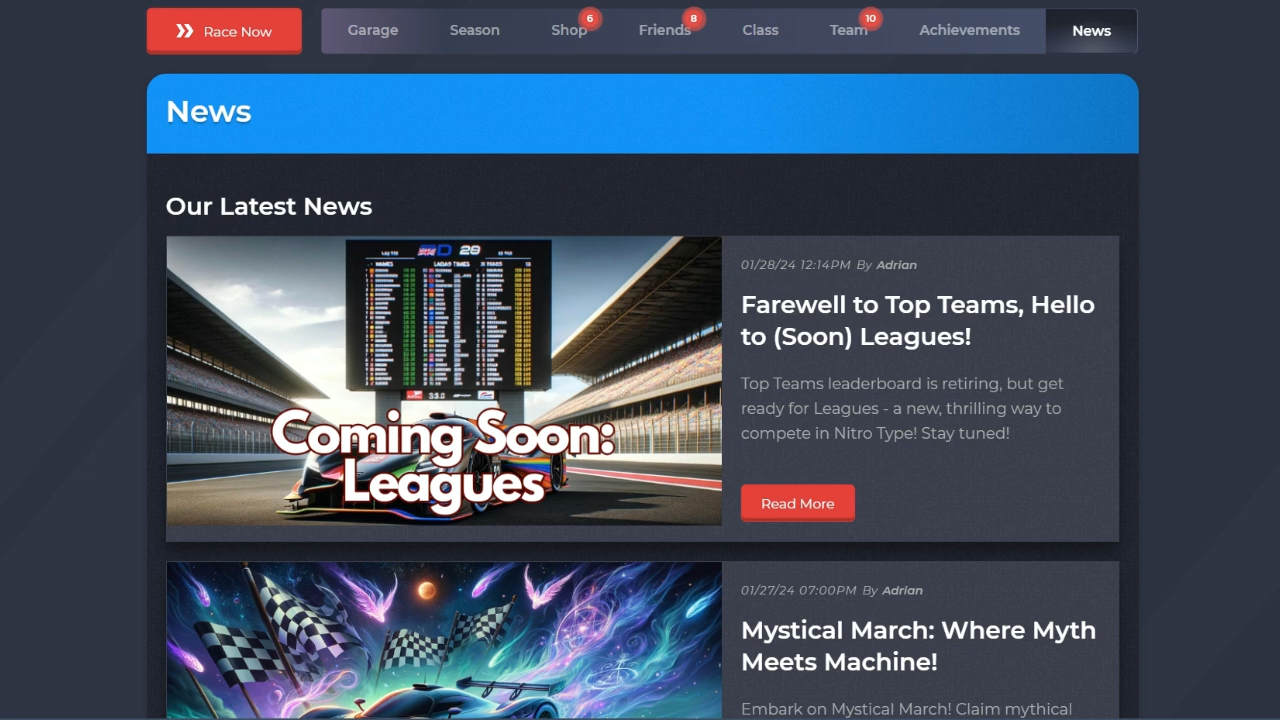 Race Now
Garage
Season
Shop
6
Friends
8
Class
Team
10
Achievements
News
News
Our Latest News
Coming Soon:
Leagues
01/28/24 12:14PM By Adrian
Farewell to Top Teams, Hello
to (Soon) Leagues!
Top Teams leaderboard is retiring, but get
ready for Leagues - a new, thrilling way to
compete in Nitro Type! Stay tuned!
Read More
01/27/24 07:00PM By Adrian
Mystical March: Where Myth
Meets Machine!
Embark on Mystical March! Claim mythical